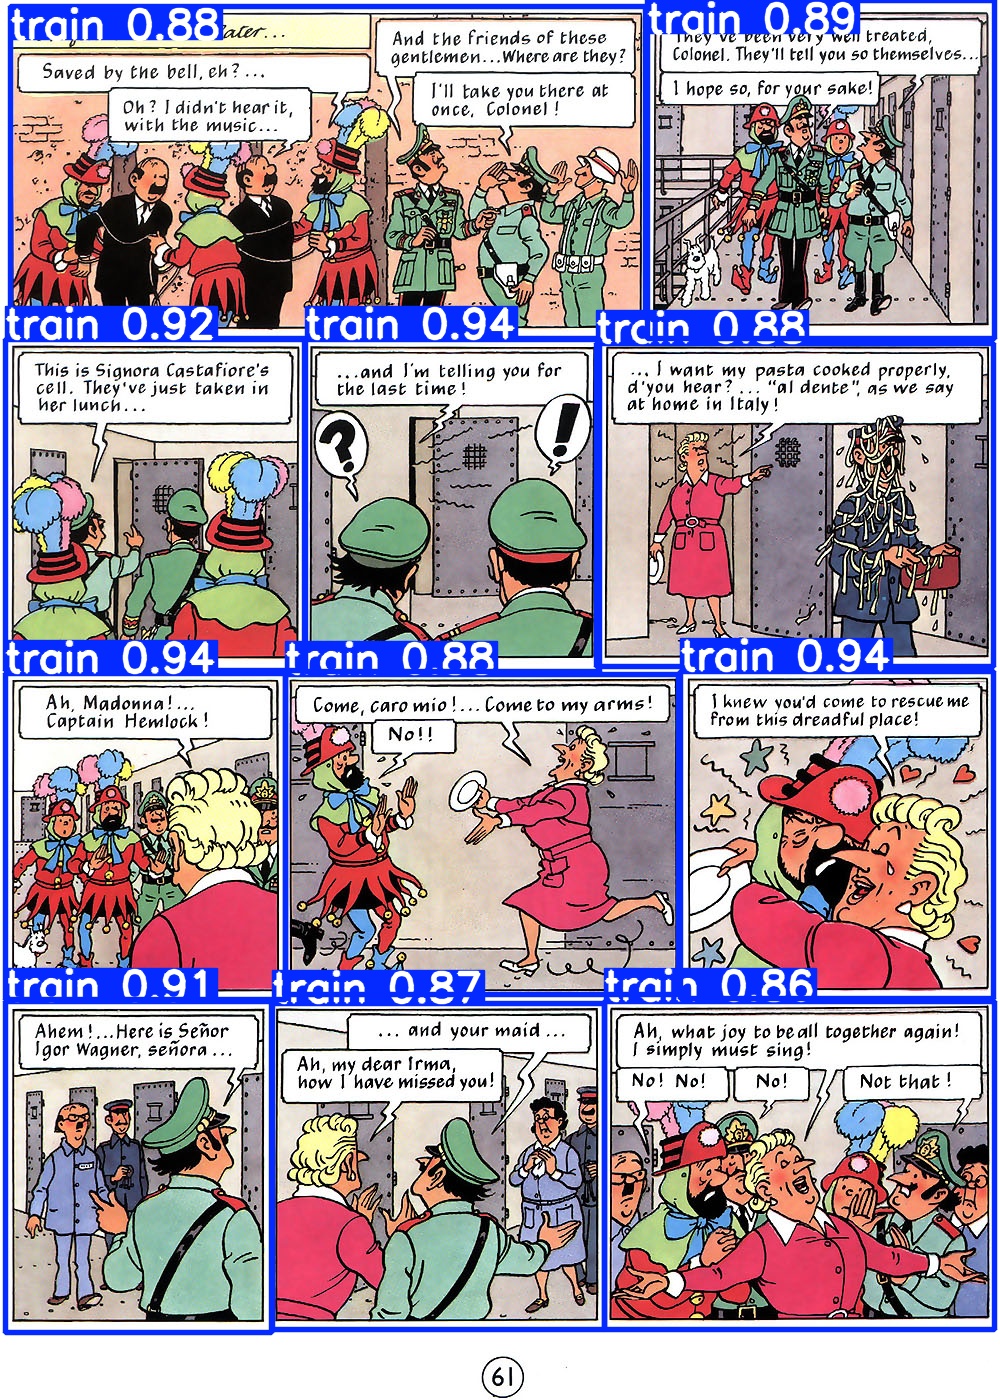 train 0.88
ater...
Saved by the bell, eh?...
Oh? I didn't hear it,
with the music...
And the friends of these
gentlemen...Where are they?
I'll take you there at
once, Colonel!
train 0.89
They've been very well treated,
Colonel. They'll tell you so themselves...
I hope so, for your sake!
train 0.92
This is Signora Castafiore's
cell. They've just taken in
her lunch...
train 0.94
...and I'm telling you for
the last time!
?
!
train 0.88
... I want my pasta cooked properly,
d'you hear?... "al dente", as we say
at home in Italy!
train 0.94
Ah, Madonna!...
Captain Hemlock!
train 0.88
Come, caro mio!... Come to my arms!
No!!
train 0.94
I knew you'd come to rescue me
from this dreadful place!
train 0.91
Ahem!...Here is Señor
Igor Wagner, señora...
train 0.87
... and your maid...
Ah, my dear Irma,
how I have missed you!
train 0.86
Ah, what joy to be all together again!
I simply must sing!
No! No!
No!
Not that!
61